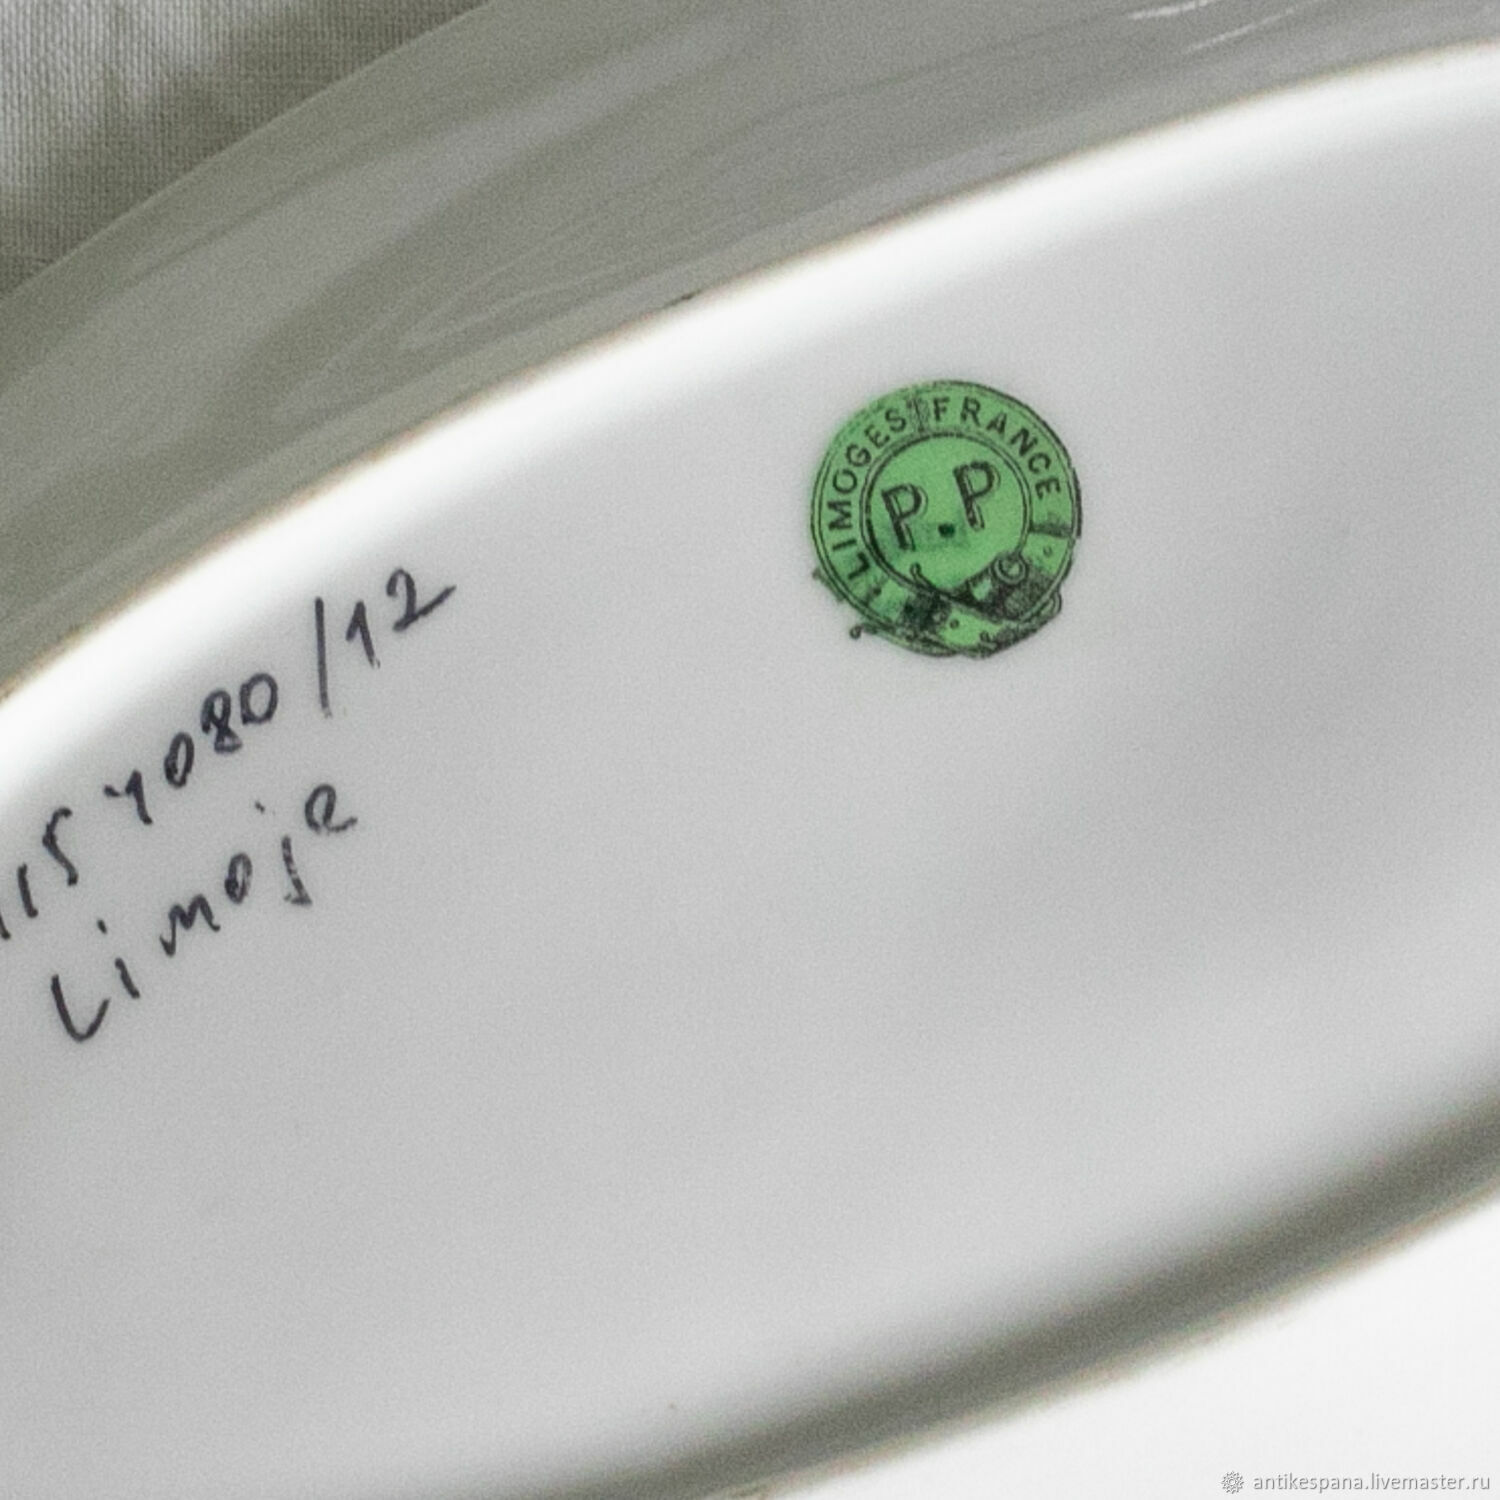 LIMOGES FRANCE
P.P
115 4080/12
Limoje
antikespana.livemaster.ru